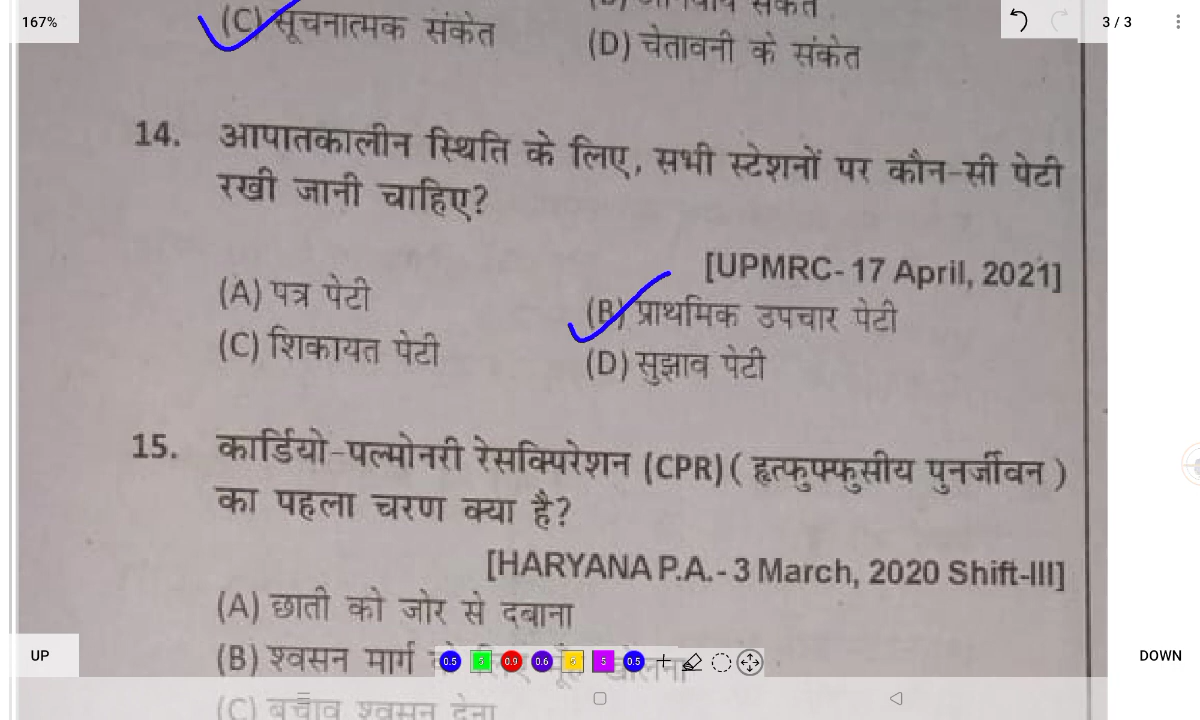 167%
3 / 3
(C) सूचनात्मक संकेत
संकेत
(D) चेतावनी के संकेत
14. आपातकालीन स्थिति के लिए, सभी स्टेशनों पर कौन-सी पेटी
रखी जानी चाहिए?
[UPMRC- 17 April, 2021]
(A) पत्र पेटी
(B) प्राथमिक उपचार पेटी
(C) शिकायत पेटी
(D) सुझाव पेटी
15. कार्डियो-पल्मोनरी रेसक्पिरेशन (CPR) ( हृत्फुफ्फुसीय पुनर्जीवन )
का पहला चरण क्या है?
[HARYANA P.A.- 3 March, 2020 Shift-III]
(A) छाती को जोर से दबाना
(B) श्वसन मार्ग
(C) बचाव श्वसन देना
UP
0.5 5 0.9 0.6 5 5 0.5
DOWN